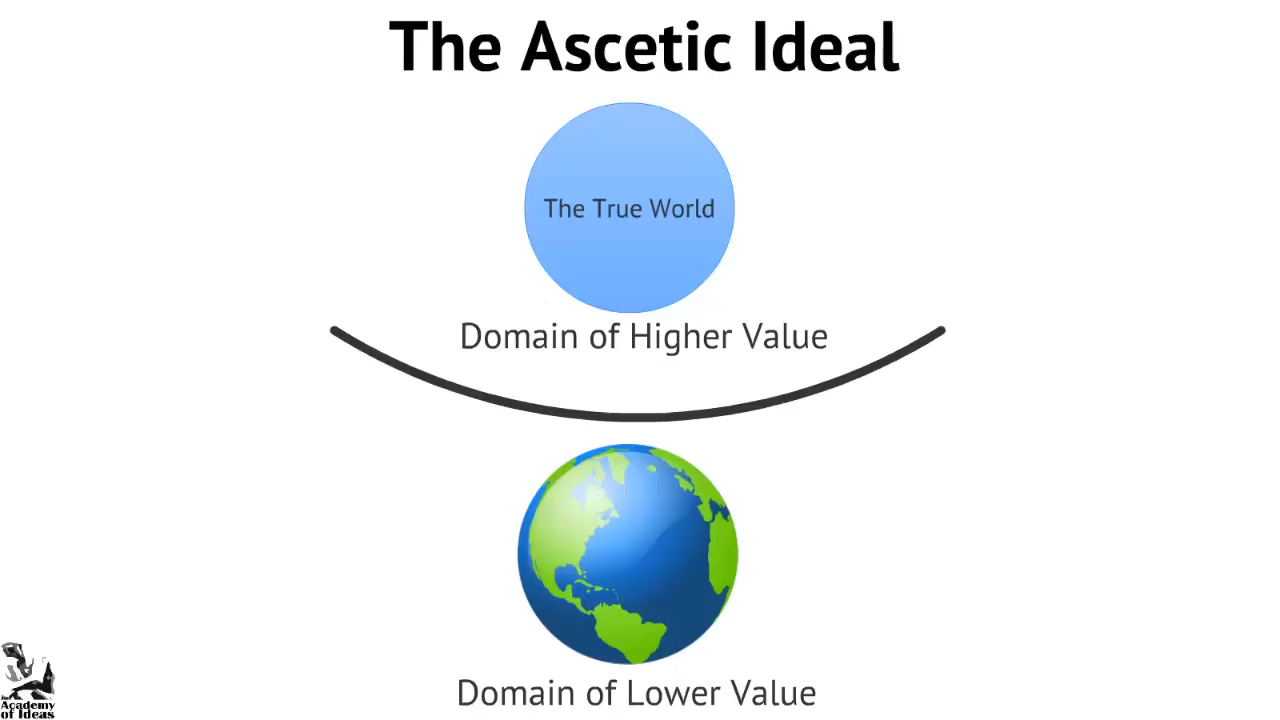 The Ascetic Ideal
The True World
Domain of Higher Value
Domain of Lower Value
Academy
of Ideas